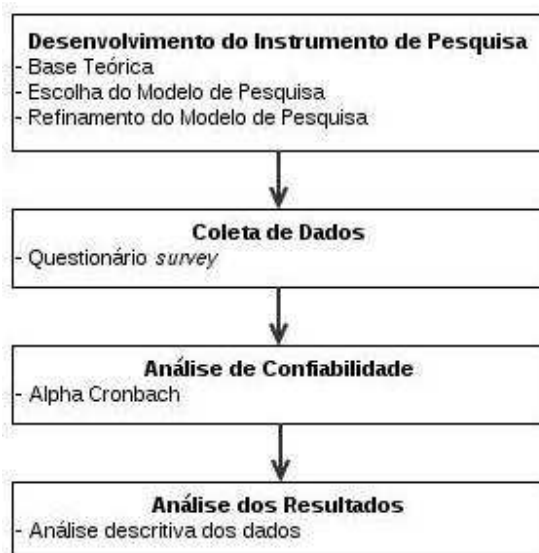 Desenvolvimento do Instrumento de Pesquisa
- Base Teórica
- Escolha do Modelo de Pesquisa
- Refinamento do Modelo de Pesquisa
Coleta de Dados
- Questionário survey
Análise de Confiabilidade
- Alpha Cronbach
Análise dos Resultados
- Análise descritiva dos dados